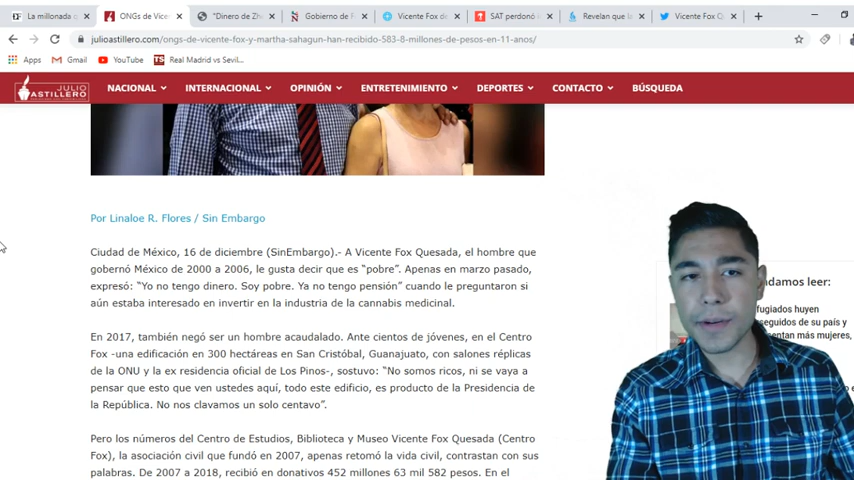 La millonada
ONGs de Vice
"Dinero de Zh
Gobierno de F
Vicente Fox d
SAT perdonó l
Revelan que la
Vicente Fox Q
julioastillero.com/ongs-de-vicente-fox-y-martha-sahagun-han-recibido-583-8-millones-de-pesos-en-11-anos/
Apps Gmail YouTube Real Madrid vs Sevil...
JULIO
ASTILLERO
NACIONAL INTERNACIONAL OPINIÓN ENTRETENIMIENTO DEPORTES CONTACTO BÚSQUEDA
Por Linaloe R. Flores / Sin Embargo
Ciudad de México, 16 de diciembre (SinEmbargo).- A Vicente Fox Quesada, el hombre que
gobernó México de 2000 a 2006, le gusta decir que es "pobre". Apenas en marzo pasado,
expresó: "Yo no tengo dinero. Soy pobre. Ya no tengo pensión" cuando le preguntaron si
aún estaba interesado en invertir en la industria de la cannabis medicinal.
En 2017, también negó ser un hombre acaudalado. Ante cientos de jóvenes, en el Centro
Fox -una edificación en 300 hectáreas en San Cristóbal, Guanajuato, con salones réplicas
de la ONU y la ex residencia oficial de Los Pinos-, sostuvo: "No somos ricos, ni se vaya a
pensar que esto que ven ustedes aquí, todo este edificio, es producto de la Presidencia de
la República. No nos clavamos un solo centavo".
Pero los números del Centro de Estudios, Biblioteca y Museo Vicente Fox Quesada (Centro
Fox), la asociación civil que fundó en 2007, apenas retomó la vida civil, contrastan con sus
palabras. De 2007 a 2018, recibió en donativos 452 millones 63 mil 582 pesos. En el
ndamos leer:
fugiados huyen
seguidos de su país y
entan más mujeres,